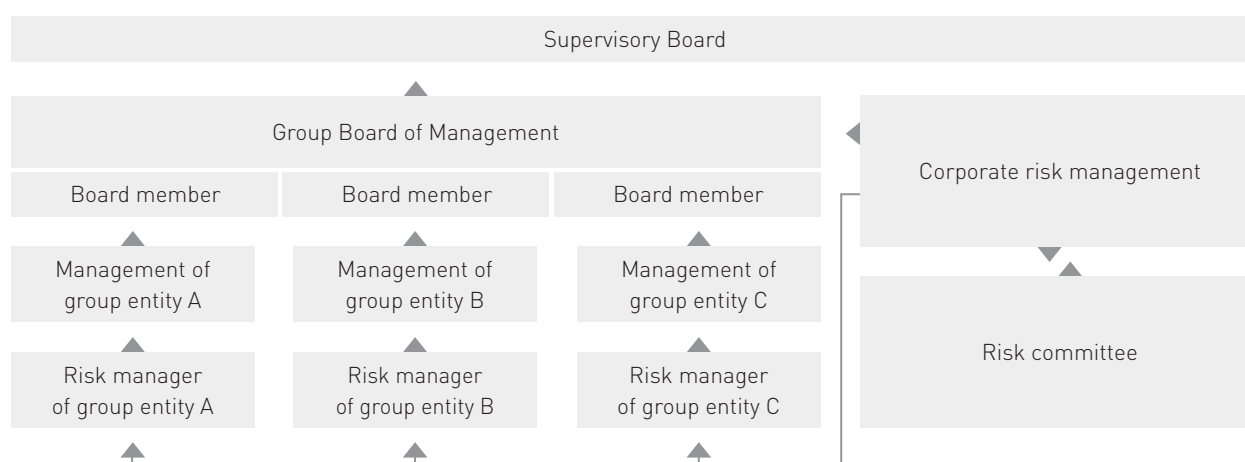 Supervisory Board
Group Board of Management
Corporate risk management
Board member
Board member
Board member
Management of
group entity A
Management of
group entity B
Management of
group entity C
Risk committee
Risk manager
of group entity A
Risk manager
of group entity B
Risk manager
of group entity C